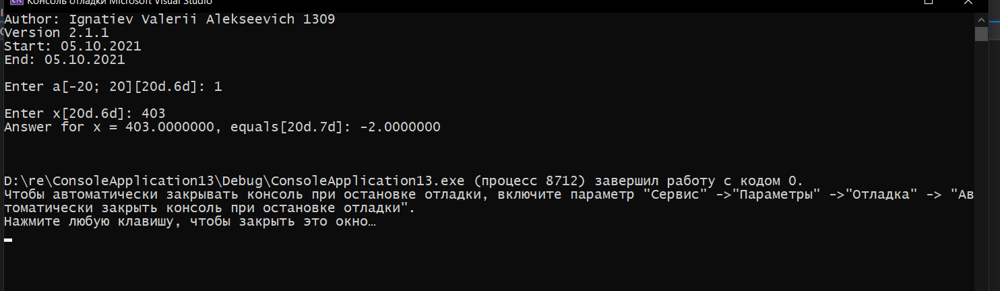 Консоль отладки Microsoft Visual Studio
Author: Ignatiev Valerii Alekseevich 1309
Version 2.1.1
Start: 05.10.2021
End: 05.10.2021
Enter a[-20; 20][20d.6d]: 1
Enter x[20d.6d]: 403
Answer for x = 403.0000000, equals[20d.7d]: -2.0000000
D:\re\ConsoleApplication13\Debug\ConsoleApplication13.exe (процесс 8712) завершил работу с кодом 0.
Чтобы автоматически закрывать консоль при остановке отладки, включите параметр "Сервис" ->"Параметры" ->"Отладка" -> "Ав
томатически закрыть консоль при остановке отладки".
Нажмите любую клавишу, чтобы закрыть это окно…